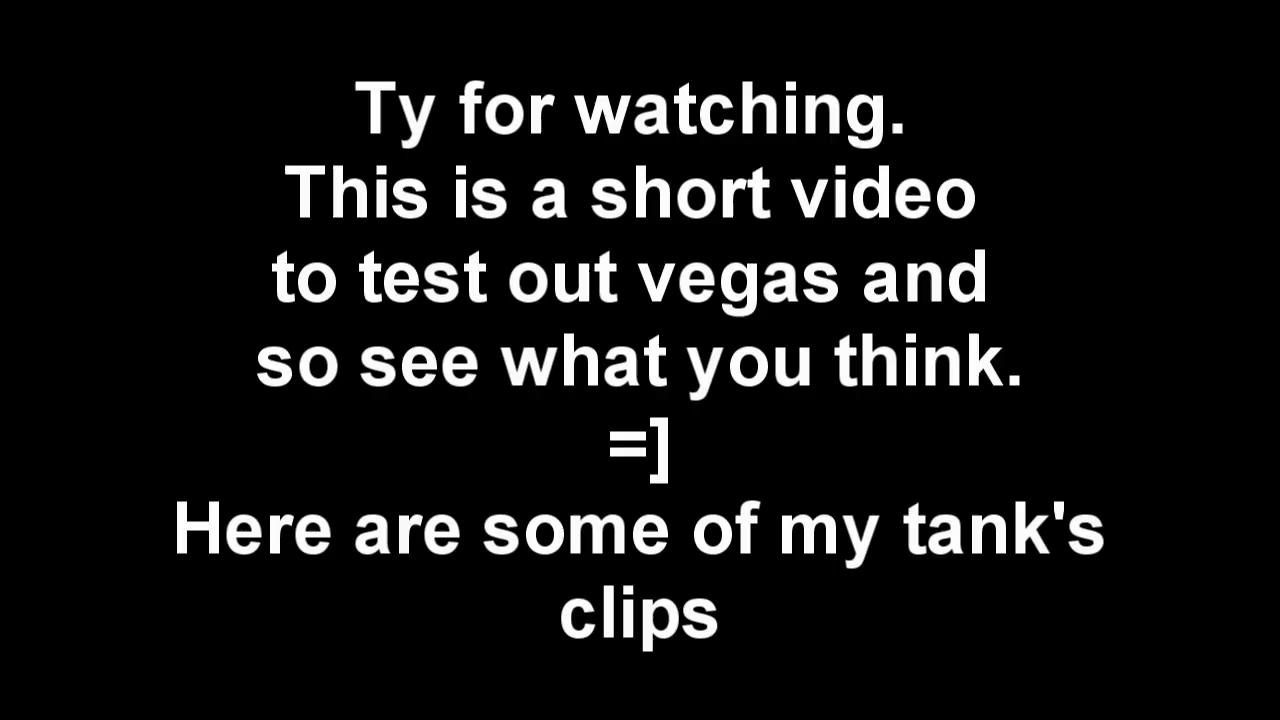 Ty for watching.
This is a short video
to test out vegas and
so see what you think.
=]
Here are some of my tank's
clips